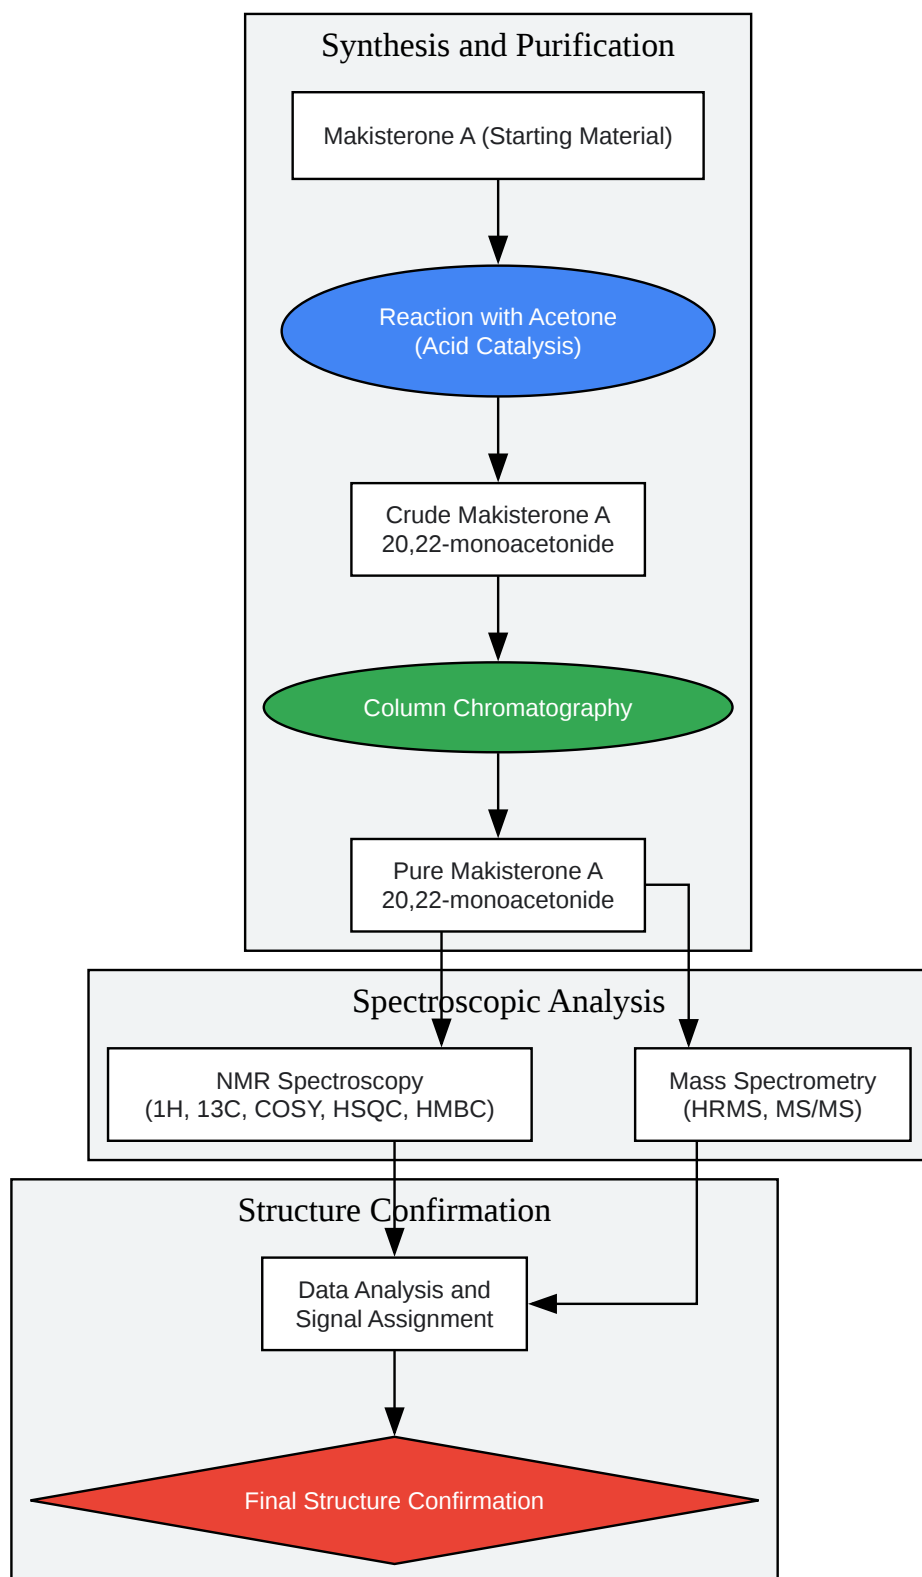 Synthesis and Purification
Makisterone A (Starting Material)
Reaction with Acetone
(Acid Catalysis)
Crude Makisterone A
20,22-monoacetonide
Column Chromatography
Pure Makisterone A
20,22-monoacetonide
Spectroscopic Analysis
NMR Spectroscopy
(1H, 13C, COSY, HSQC, HMBC)
Mass Spectrometry
(HRMS, MS/MS)
Structure Confirmation
Data Analysis and
Signal Assignment
Final Structure Confirmation